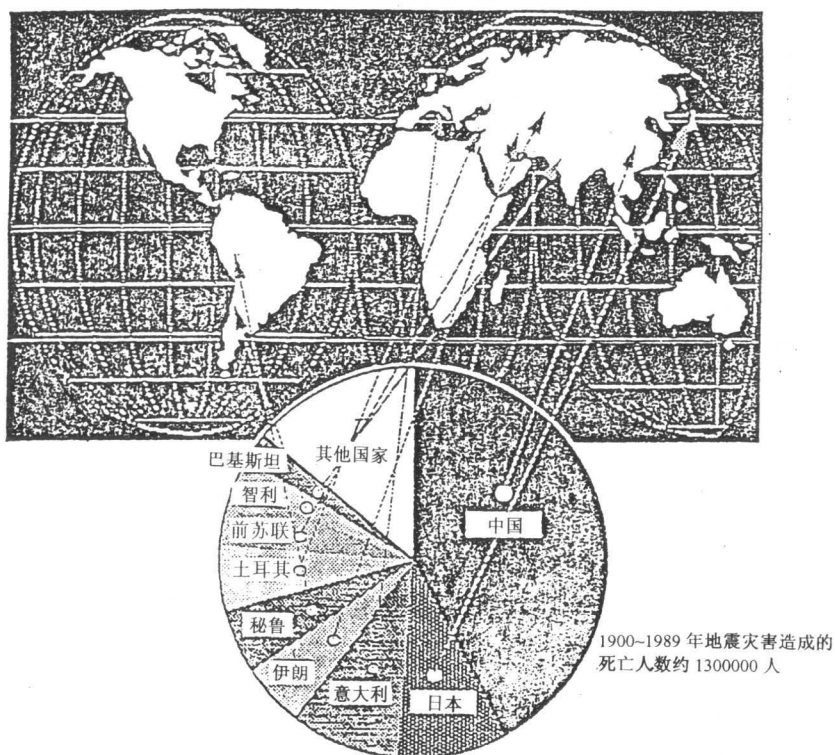 巴基斯坦
其他国家
智利
中国
前苏联
土耳其
秘鲁
伊朗
意大利
日本
1900~1989 年地震灾害造成的
死亡人数约 1300000 人